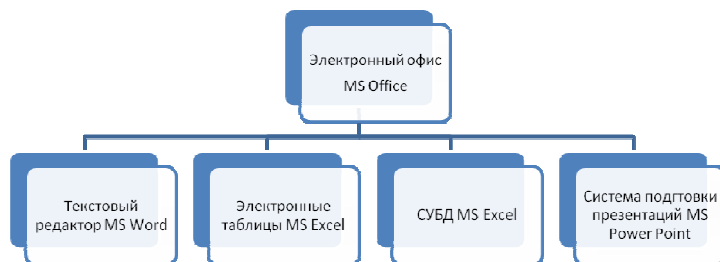 Электронный офис
MS Office
Текстовый
редактор MS Word
Электронные
таблицы MS Excel
СУБД MS Excel
Система подгтовки
презентаций MS
Power Point